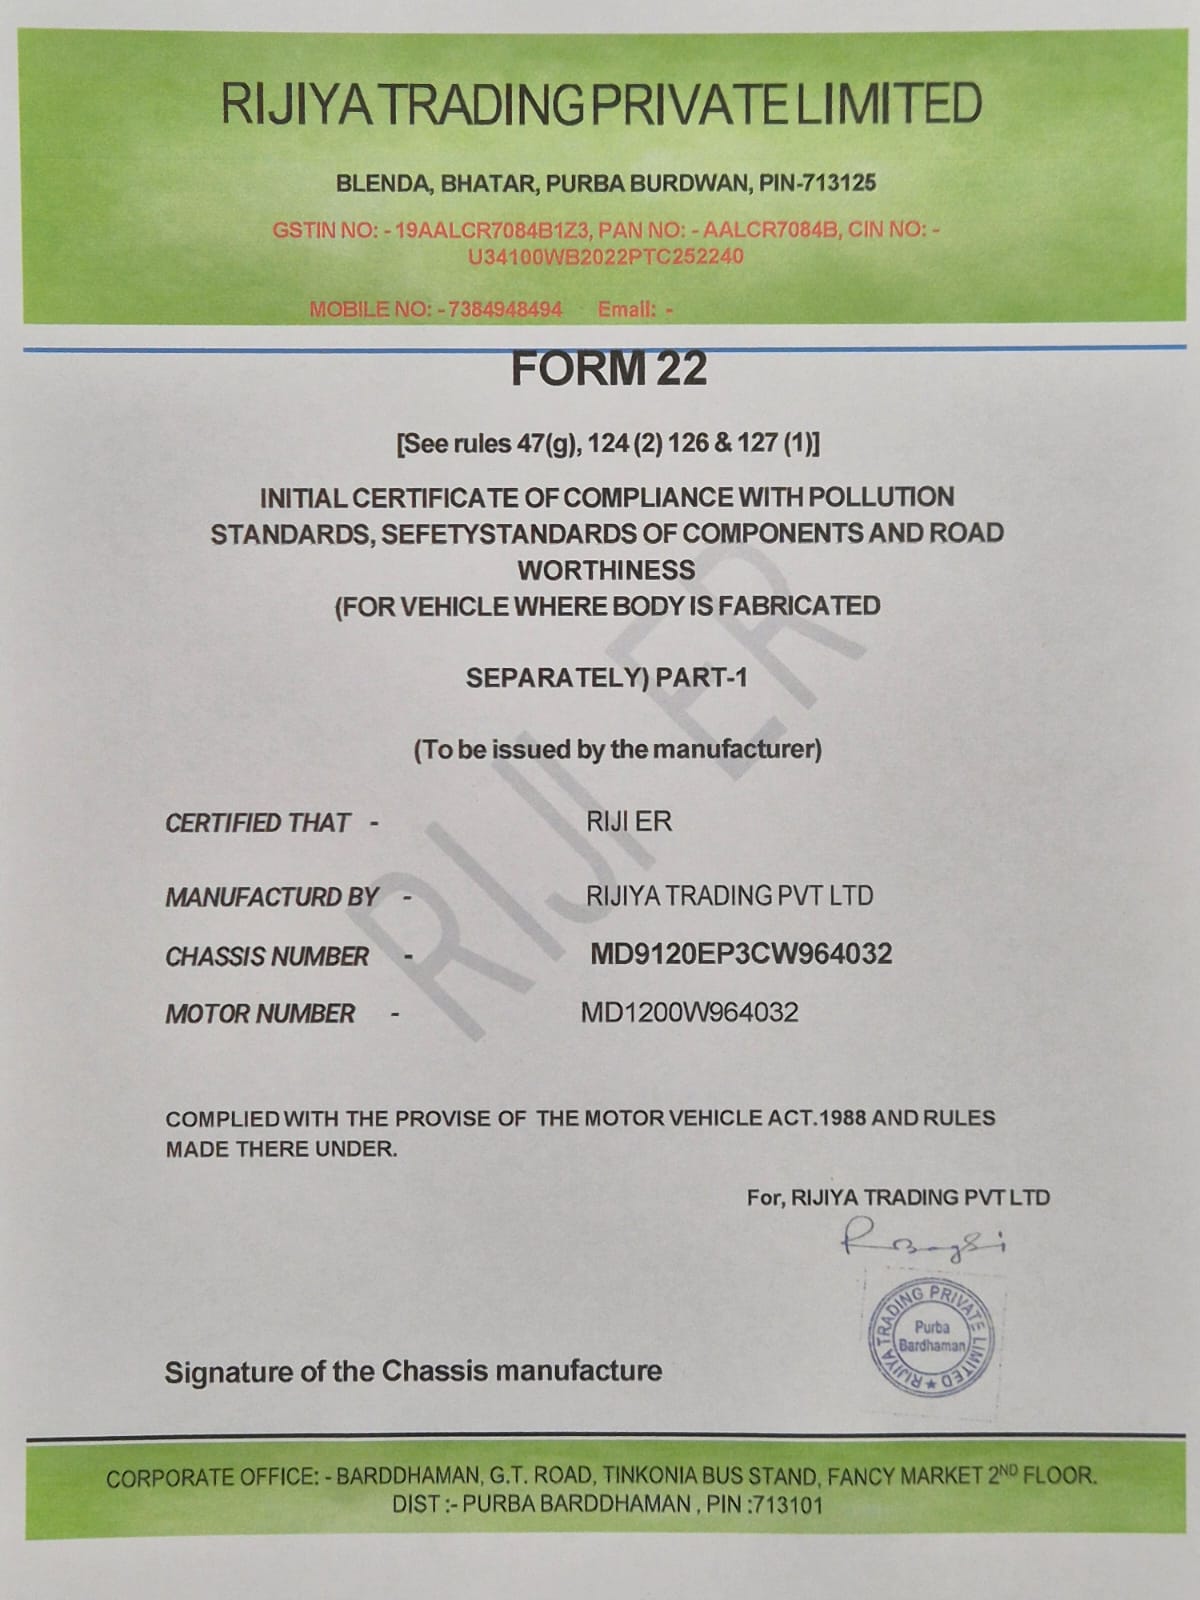 RIJIYA TRADING PRIVATE LIMITED
BLENDA, BHATAR, PURBA BURDWAN, PIN-713125
GSTIN NO: - 19AALCR7084B1Z3, PAN NO: - AALCR7084B, CIN NO: -
U34100WB2022PTC252240
MOBILE NO: - 7384948494 Email: -
FORM 22
[See rules 47(g), 124 (2) 126 & 127 (1)]
INITIAL CERTIFICATE OF COMPLIANCE WITH POLLUTION
STANDARDS, SEFETYSTANDARDS OF COMPONENTS AND ROAD
WORTHINESS
(FOR VEHICLE WHERE BODY IS FABRICATED
SEPARATELY) PART-1
(To be issued by the manufacturer)
CERTIFIED THAT - RIJI ER
MANUFACTURD BY - RIJIYA TRADING PVT LTD
CHASSIS NUMBER - MD9120EP3CW964032
MOTOR NUMBER - MD1200W964032
RIJI ER
COMPLIED WITH THE PROVISE OF THE MOTOR VEHICLE ACT.1988 AND RULES
MADE THERE UNDER.
For, RIJIYA TRADING PVT LTD
RIJIYA TRADING PRIVATE LIMITED
Purba
Bardhaman
Signature of the Chassis manufacture
CORPORATE OFFICE: - BARDDHAMAN, G.T. ROAD, TINKONIA BUS STAND, FANCY MARKET 2ND FLOOR.
DIST :- PURBA BARDDHAMAN , PIN :713101